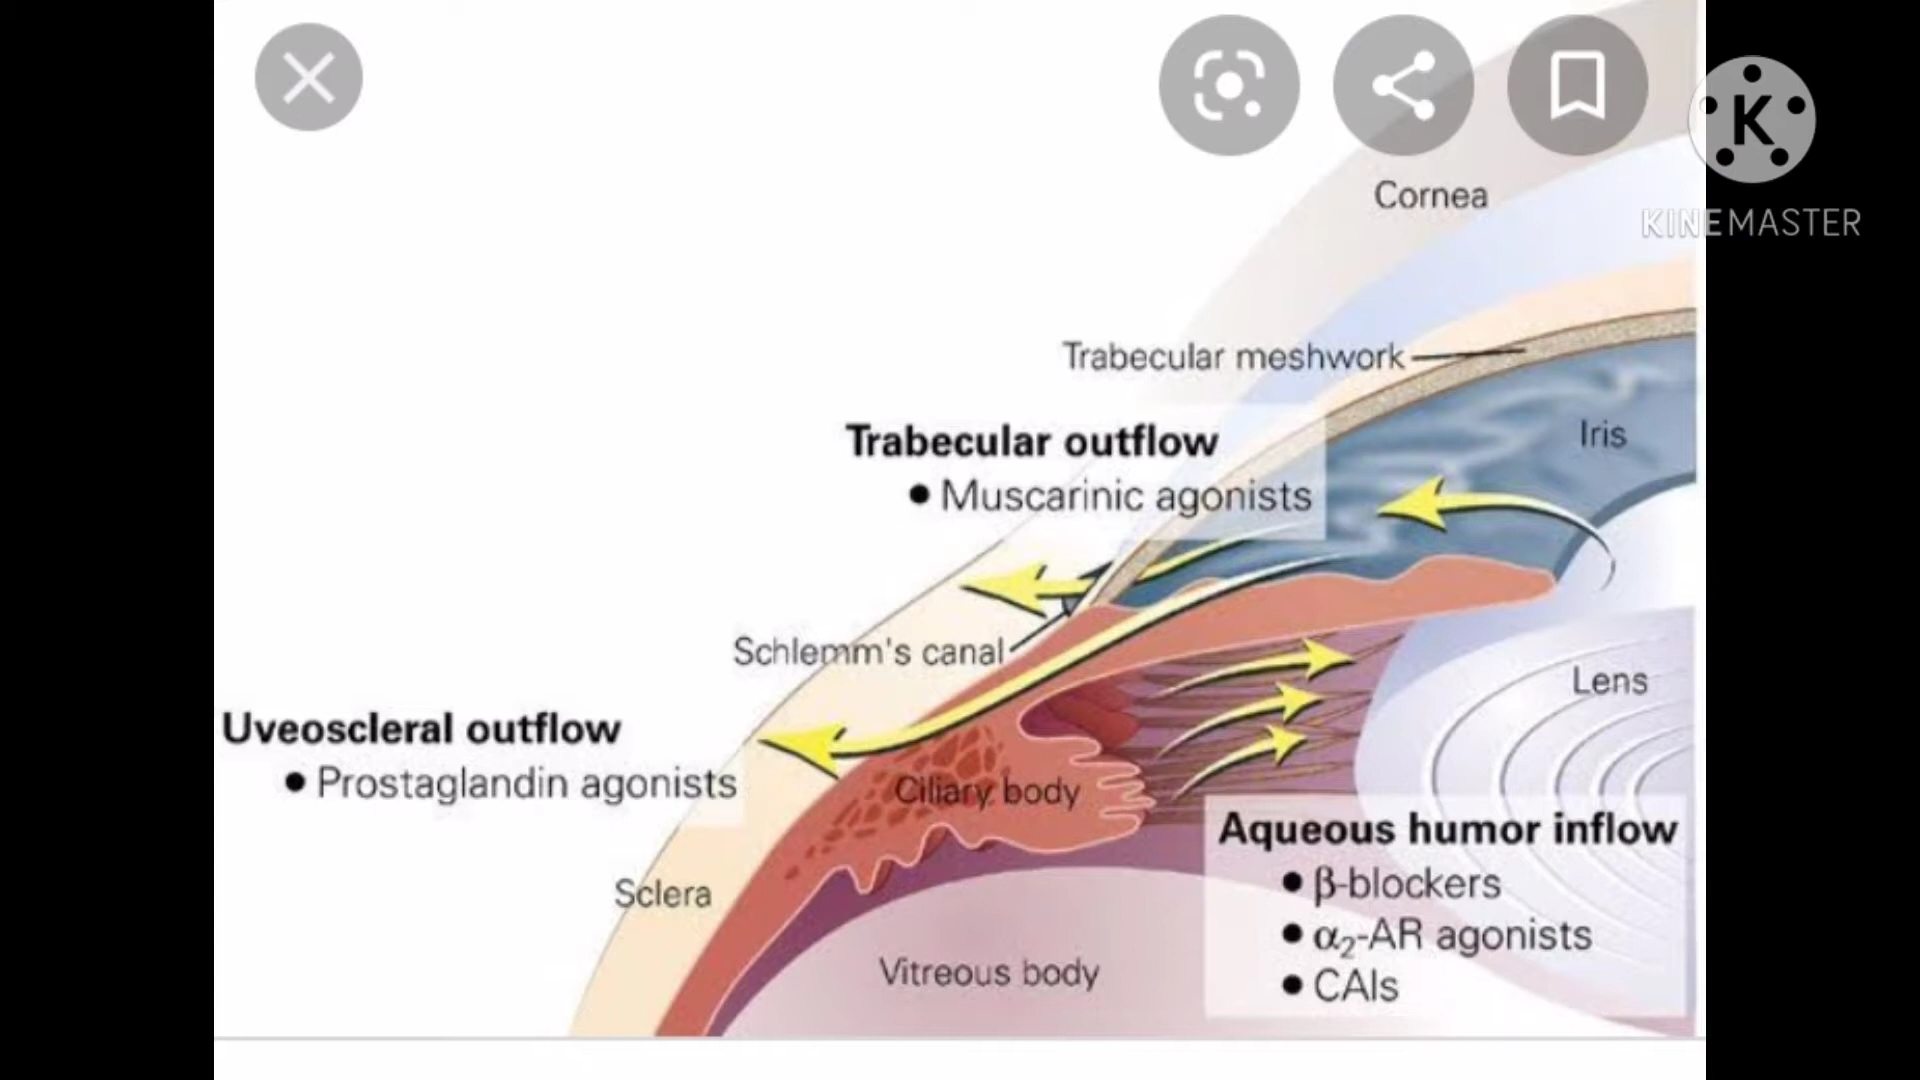 K
KINEMASTER
Cornea
Trabecular meshwork
Trabecular outflow
● Muscarinic agonists
Iris
Schlemm's canal
Lens
Uveoscleral outflow
● Prostaglandin agonists
Ciliary body
Aqueous humor inflow
● β-blockers
● α₂-AR agonists
● CAIs
Sclera
Vitreous body